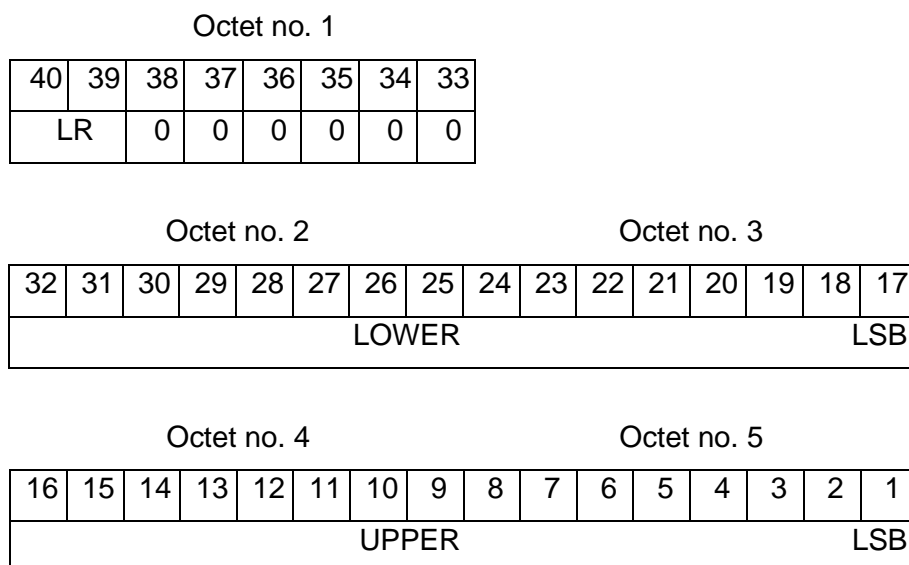 Octet no. 1
40 39 38 37 36 35 34 33
LR 0 0 0 0 0 0
Octet no. 2 Octet no. 3
32 31 30 29 28 27 26 25 24 23 22 21 20 19 18 17
LOWER LSB
Octet no. 4 Octet no. 5
16 15 14 13 12 11 10 9 8 7 6 5 4 3 2 1
UPPER LSB